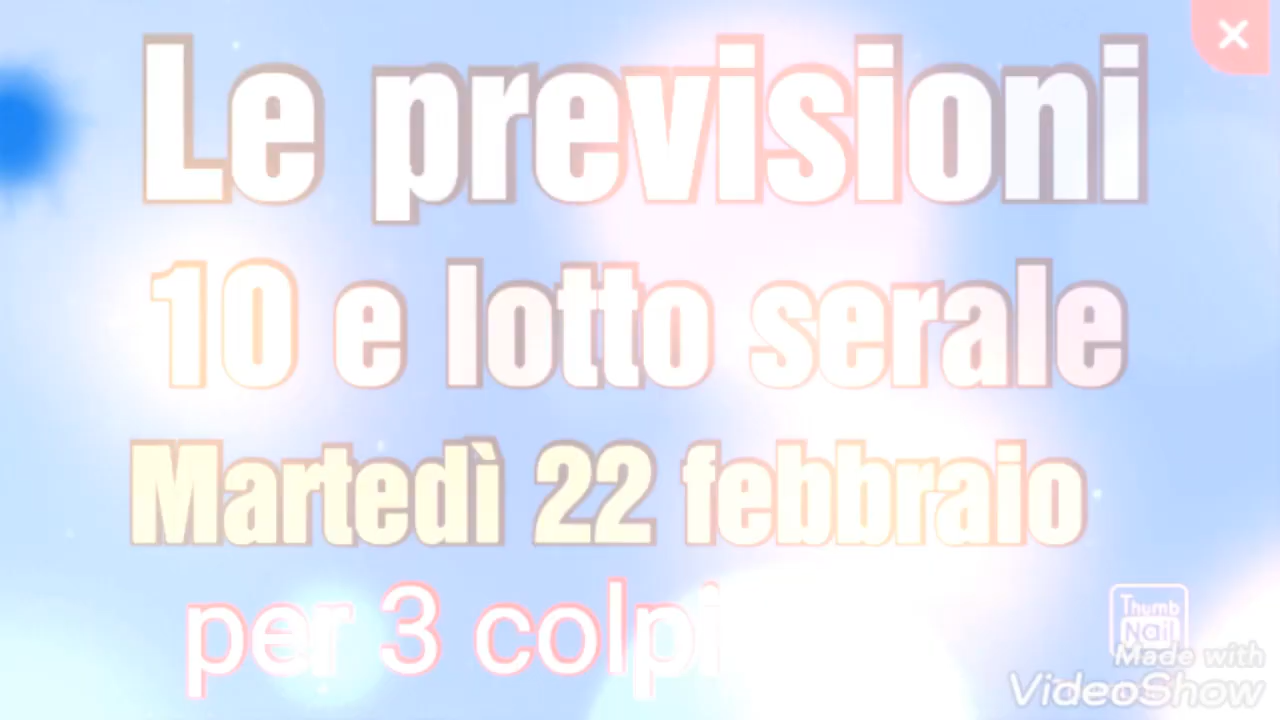 Le previsioni
10 e lotto serale
Martedì 22 febbraio
per 3 colpi
Thumb
Nail
Made with
VideoShow